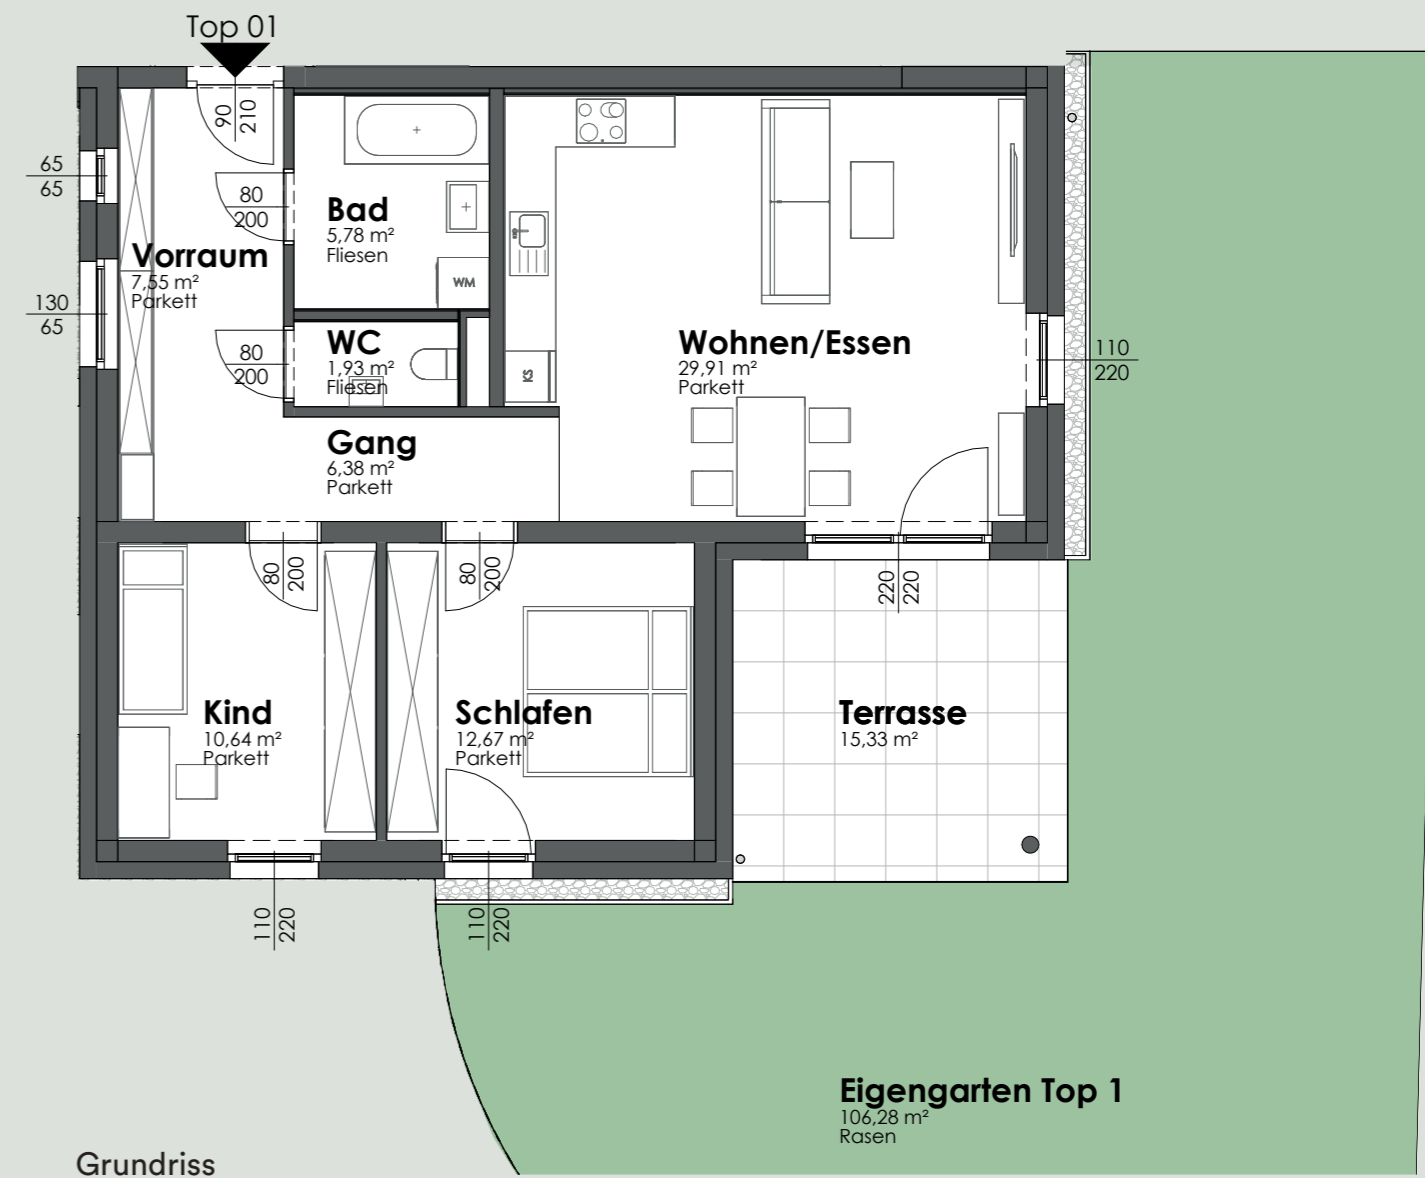 Top 01
90
210
65
65
80
200
Bad
5,78 m²
Fliesen
Vorraum
7,55 m²
Parkett
WM
130
65
80
200
WC
1,93 m²
Fliesen
KS
Wohnen/Essen
29,91 m²
Parkett
110
220
Gang
6,38 m²
Parkett
80
200
80
200
220
220
Kind
10,64 m²
Parkett
Schlafen
12,67 m²
Parkett
Terrasse
15,33 m²
110
220
110
220
Eigengarten Top 1
106,28 m²
Rasen
Grundriss